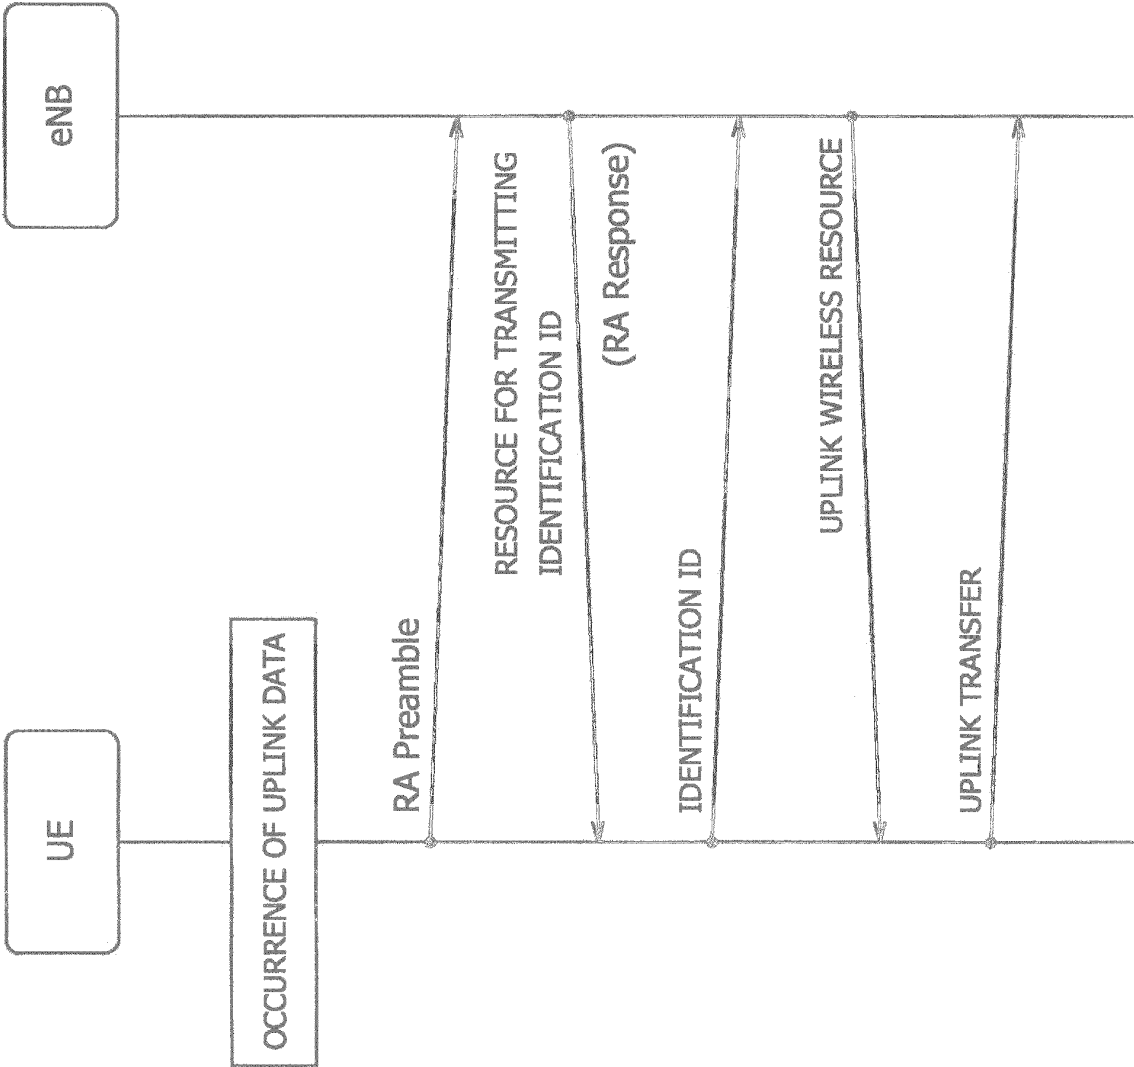 UE
eNB
OCCURRENCE OF UPLINK DATA
RA Preamble
RESOURCE FOR TRANSMITTING
IDENTIFICATION ID
(RA Response)
IDENTIFICATION ID
UPLINK WIRELESS RESOURCE
UPLINK TRANSFER